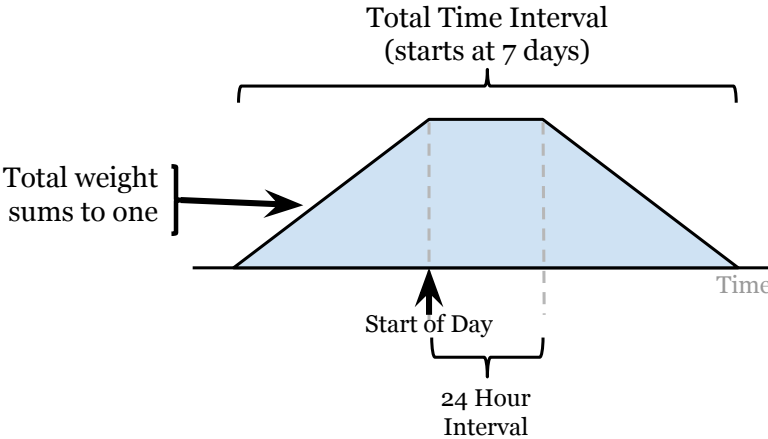 Total Time Interval
(starts at 7 days)
Total weight
sums to one
Time
Start of Day
24 Hour
Interval